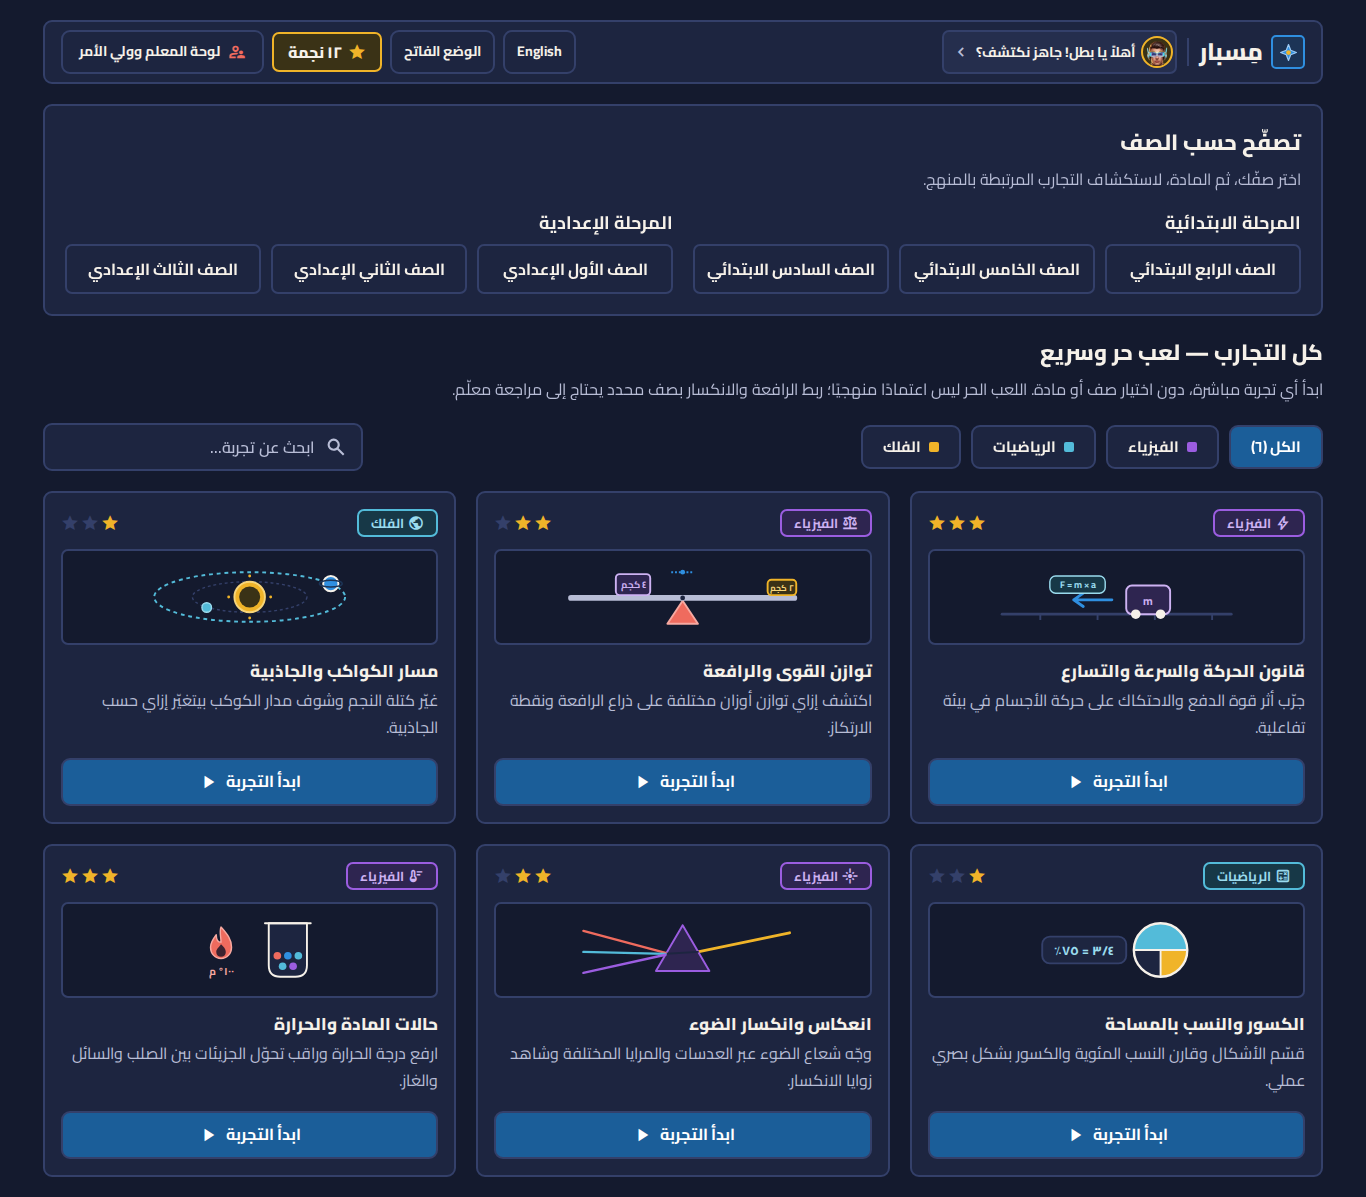 مِسبار
أهلاً يا بطل! جاهز نكتشف؟
English
الوضع الفاتح
١٢ نجمة
لوحة المعلم وولي الأمر
تصفّح حسب الصف
اختر صفّك، ثم المادة، لاستكشاف التجارب المرتبطة بالمنهج.
المرحلة الابتدائية
الصف الرابع الابتدائي
الصف الخامس الابتدائي
الصف السادس الابتدائي
المرحلة الإعدادية
الصف الأول الإعدادي
الصف الثاني الإعدادي
الصف الثالث الإعدادي
كل التجارب — لعب حر وسريع
ابدأ أي تجربة مباشرة، دون اختيار صف أو مادة. اللعب الحر ليس اعتمادًا منهجيًا؛ ربط الرافعة والانكسار بصف محدد يحتاج إلى مراجعة معلّم.
الكل (٦)
الفيزياء
الرياضيات
الفلك
ابحث عن تجربة...
الفيزياء
F = m × a
m
قانون الحركة والسرعة والتسارع
جرّب أثر قوة الدفع والاحتكاك على حركة الأجسام في بيئة
تفاعلية.
ابدأ التجربة
الفيزياء
٢ كجم
٤ كجم
توازن القوى والرافعة
اكتشف إزاي توازن أوزان مختلفة على ذراع الرافعة ونقطة
الارتكاز.
ابدأ التجربة
الفلك
مسار الكواكب والجاذبية
غيّر كتلة النجم وشوف مدار الكوكب بيتغيّر إزاي حسب
الجاذبية.
ابدأ التجربة
الرياضيات
٣/٤ = ٧٥٪
الكسور والنسب بالمساحة
قسّم الأشكال وقارن النسب المئوية والكسور بشكل بصري
عملي.
ابدأ التجربة
الفيزياء
انعكاس وانكسار الضوء
وجّه شعاع الضوء عبر العدسات والمرايا المختلفة وشاهد
زوايا الانكسار.
ابدأ التجربة
الفيزياء
١٠٠° م
حالات المادة والحرارة
ارفع درجة الحرارة وراقب تحوّل الجزيئات بين الصلب والسائل
والغاز.
ابدأ التجربة